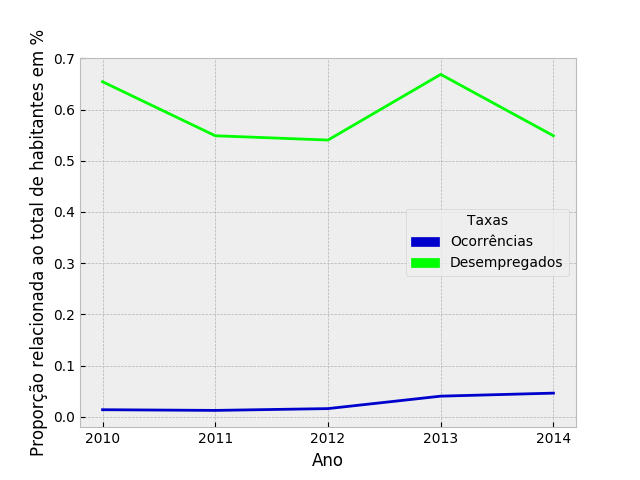 Proporção relacionada ao total de habitantes em %
0.7
0.6
0.5
0.4
0.3
0.2
0.1
0.0
Taxas
Ocorrências
Desempregados
2010 2011 2012 2013 2014
Ano